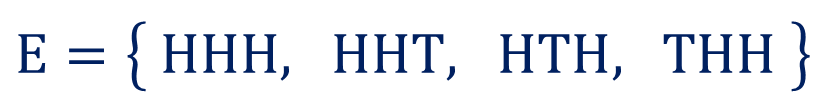 E = { HHH, HHT, HTH, THH }